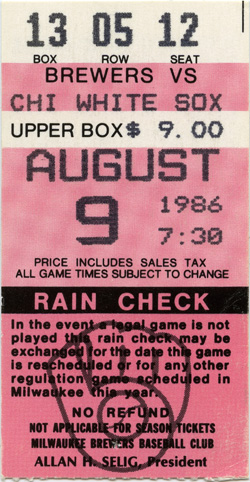 13 05 12
BOX ROW SEAT
BREWERS VS
CHI WHITE SOX
UPPER BOX $ 9.00
AUGUST
9 1986
7:30
PRICE INCLUDES SALES TAX
ALL GAME TIMES SUBJECT TO CHANGE
RAIN CHECK
In the event a legal game is not
played this rain check may be
exchanged for the date this game
is rescheduled or for any other
regulation game scheduled in
Milwaukee this year.
NO REFUND
NOT APPLICABLE FOR SEASON TICKETS
MILWAUKEE BREWERS BASEBALL CLUB
ALLAN H. SELIG, President